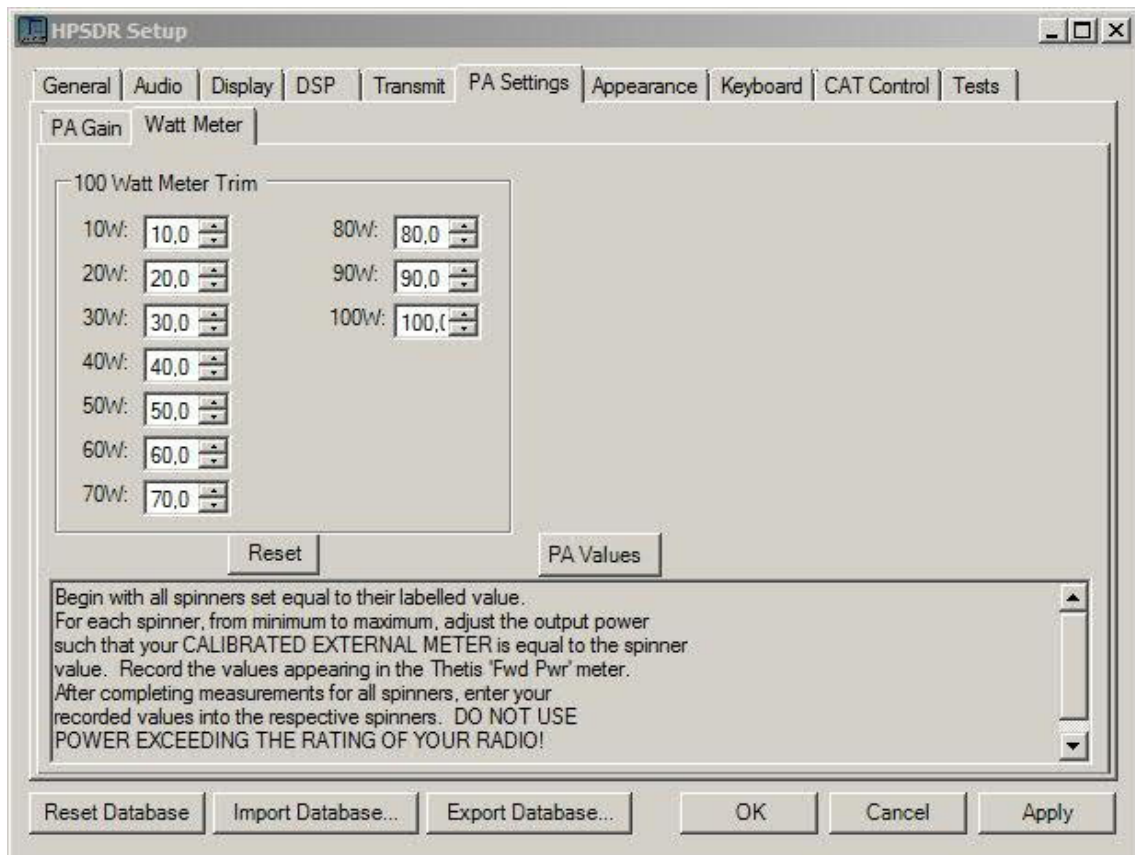 HPSDR Setup
General Audio Display DSP Transmit PA Settings Appearance Keyboard CAT Control Tests
PA Gain Watt Meter
100 Watt Meter Trim
10W: 10,0 80W: 80,0
20W: 20,0 90W: 90,0
30W: 30,0 100W: 100,(
40W: 40,0
50W: 50,0
60W: 60,0
70W: 70,0
Reset PA Values
Begin with all spinners set equal to their labelled value.
For each spinner, from minimum to maximum, adjust the output power
such that your CALIBRATED EXTERNAL METER is equal to the spinner
value. Record the values appearing in the Thetis 'Fwd Pwr' meter.
After completing measurements for all spinners, enter your
recorded values into the respective spinners. DO NOT USE
POWER EXCEEDING THE RATING OF YOUR RADIO!
Reset Database Import Database... Export Database... OK Cancel Apply